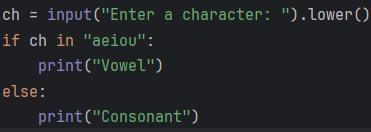 ch = input("Enter a character: ").lower()
if ch in "aeiou":
    print("Vowel")
else:
    print("Consonant")